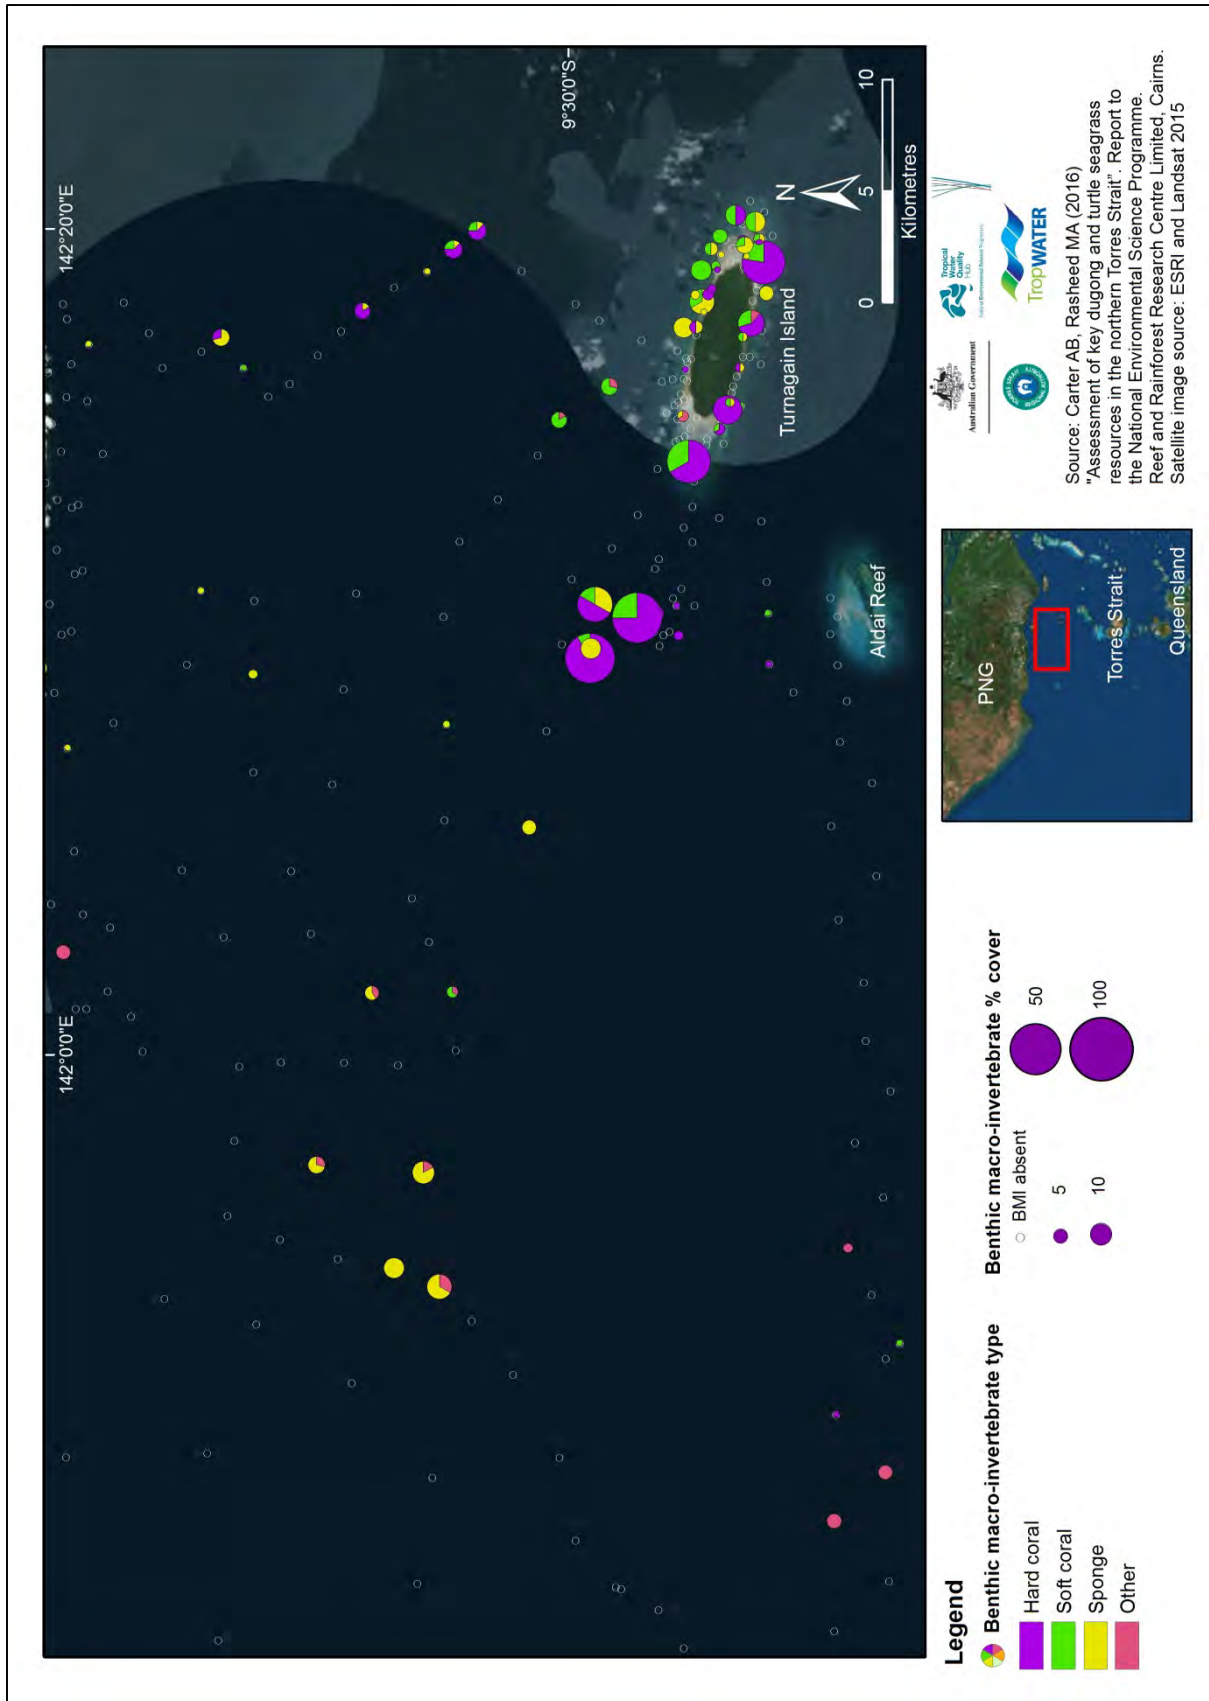 142°0'0"E
142°20'0"E
9°30'0"S
Turnagain Island
Aldai Reef
N
0 5 10
Kilometres
Legend
Benthic macro-invertebrate type
Hard coral
Soft coral
Sponge
Other
Benthic macro-invertebrate % cover
BMI absent
5
10
50
100
PNG
Torres Strait
Queensland
Australian Government
Tropical
Water
Quality
Hub
TropWATER
Source: Carter AB, Rasheed MA (2016)
"Assessment of key dugong and turtle seagrass
resources in the northern Torres Strait". Report to
the National Environmental Science Programme.
Reef and Rainforest Research Centre Limited, Cairns.
Satellite image source: ESRI and Landsat 2015